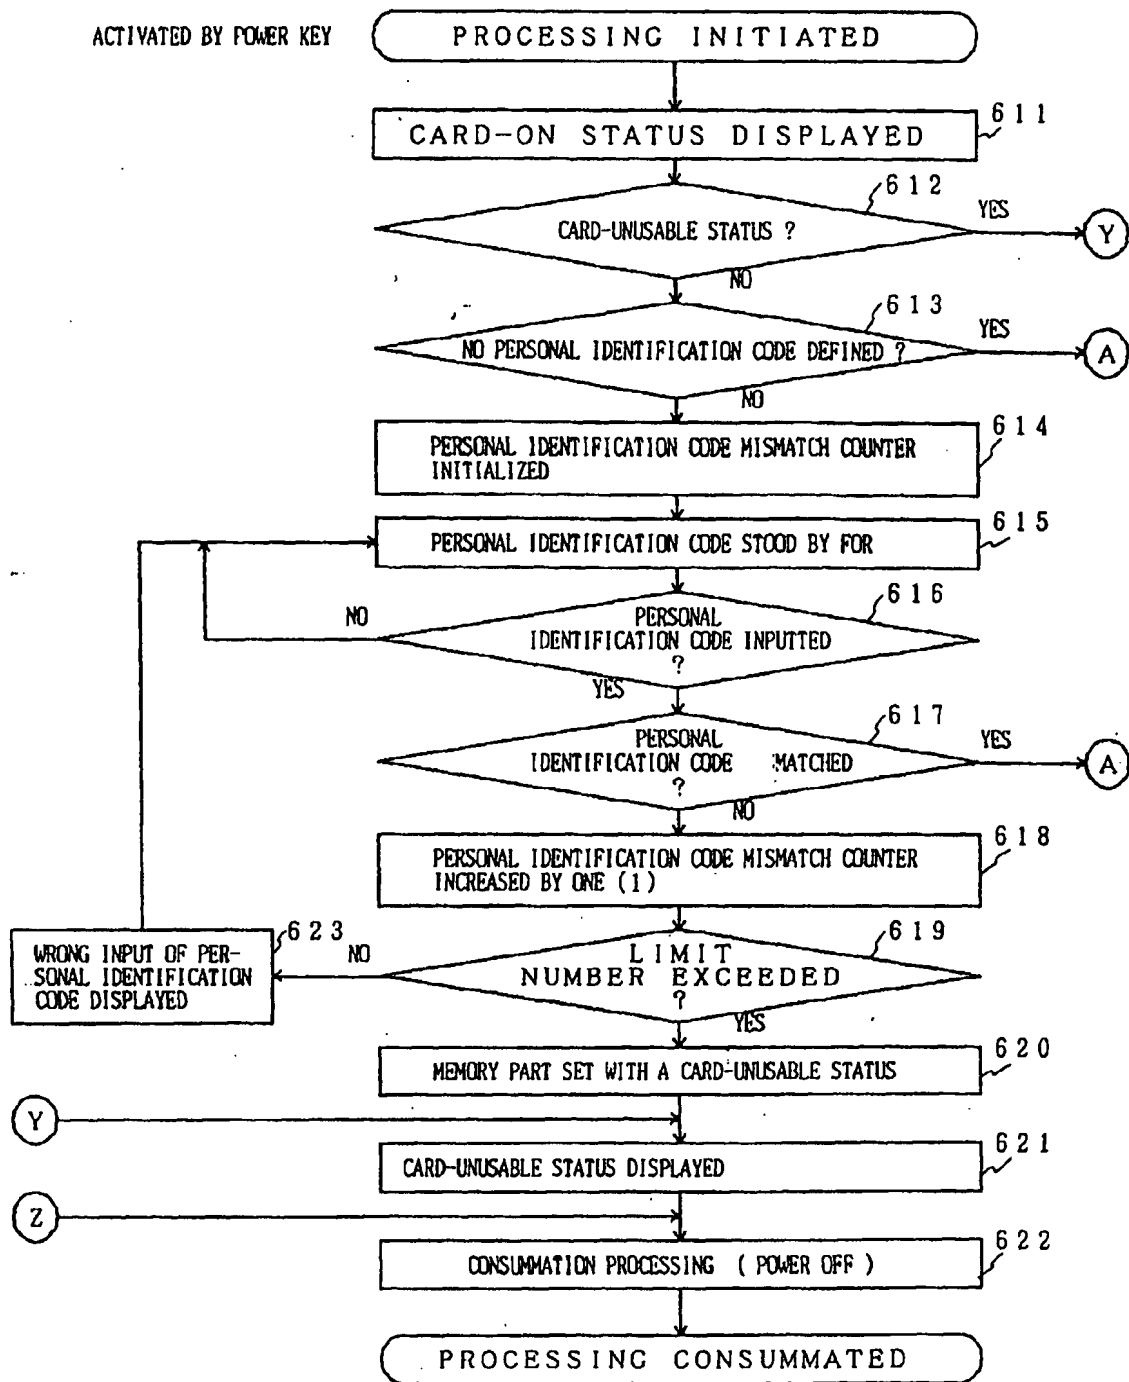 ACTIVATED BY POWER KEY
PROCESSING INITIATED
611
CARD-ON STATUS DISPLAYED
612
CARD-UNUSABLE STATUS ?
YES
Y
NO
613
NO PERSONAL IDENTIFICATION CODE DEFINED ?
YES
A
NO
614
PERSONAL IDENTIFICATION CODE MISMATCH COUNTER
INITIALIZED
615
PERSONAL IDENTIFICATION CODE STOOD BY FOR
616
NO
PERSONAL
IDENTIFICATION CODE INPUTTED
?
YES
617
PERSONAL
IDENTIFICATION CODE MATCHED
?
YES
A
NO
618
PERSONAL IDENTIFICATION CODE MISMATCH COUNTER
INCREASED BY ONE (1)
623
WRONG INPUT OF PER-
SONAL IDENTIFICATION
CODE DISPLAYED
NO
619
LIMIT
NUMBER EXCEEDED
?
YES
620
MEMORY PART SET WITH A CARD-UNUSABLE STATUS
Y
621
CARD-UNUSABLE STATUS DISPLAYED
Z
622
CONSUMMATION PROCESSING ( POWER OFF )
PROCESSING CONSUMMATED